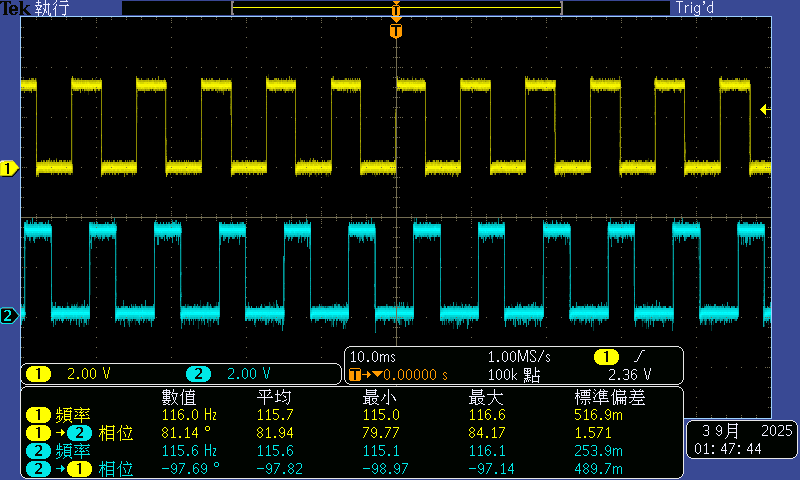 Tek 執行 Trig'd
T
T
1
2
1 2.00 V 2 2.00 V
10.0ms 1.00MS/s 1
T→▼0.00000 s 100k 點 2.36 V
數值 平均 最小 最大 標準偏差
1 頻率 116.0 Hz 115.7 115.0 116.6 516.9m
1→2 相位 81.14 ° 81.94 79.77 84.17 1.571
2 頻率 115.6 Hz 115.6 115.1 116.1 253.9m
2→1 相位 -97.69 ° -97.82 -98.97 -97.14 489.7m
3 9月 2025
01:47:44